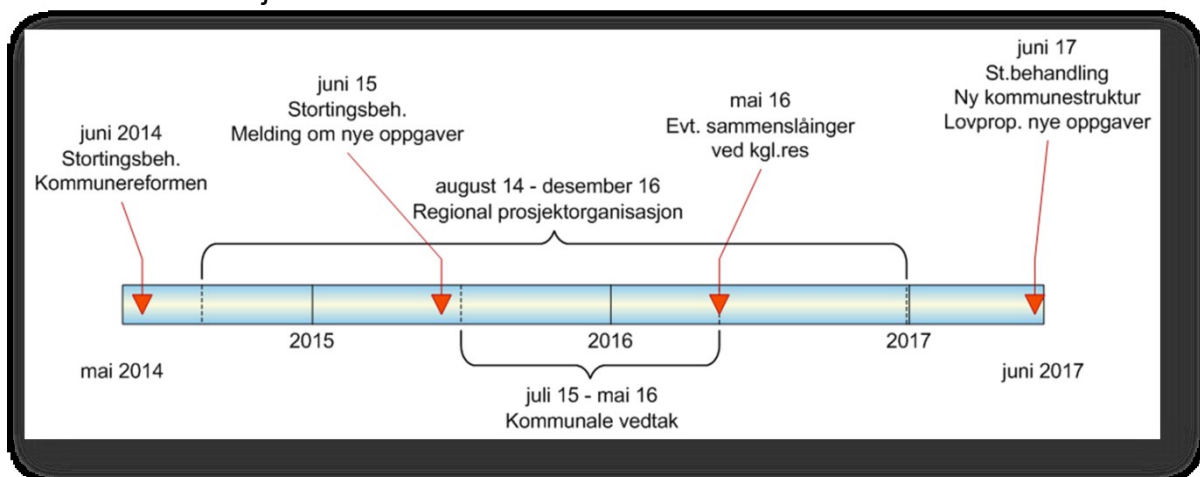 juni 2014
Stortingsbeh.
Kommunereformen
juni 15
Stortingsbeh.
Melding om nye oppgaver
august 14 - desember 16
Regional prosjektorganisasjon
mai 16
Evt. sammenslåinger
ved kgl.res
juni 17
St.behandling
Ny kommunestruktur
Lovprop. nye oppgaver
2015
2016
2017
mai 2014
juni 2017
juli 15 - mai 16
Kommunale vedtak